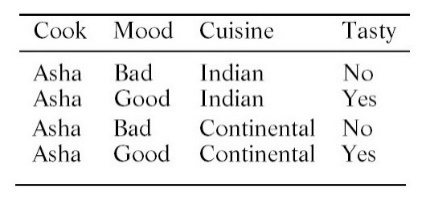 Cook Mood Cuisine Tasty
Asha Bad Indian No
Asha Good Indian Yes
Asha Bad Continental No
Asha Good Continental Yes